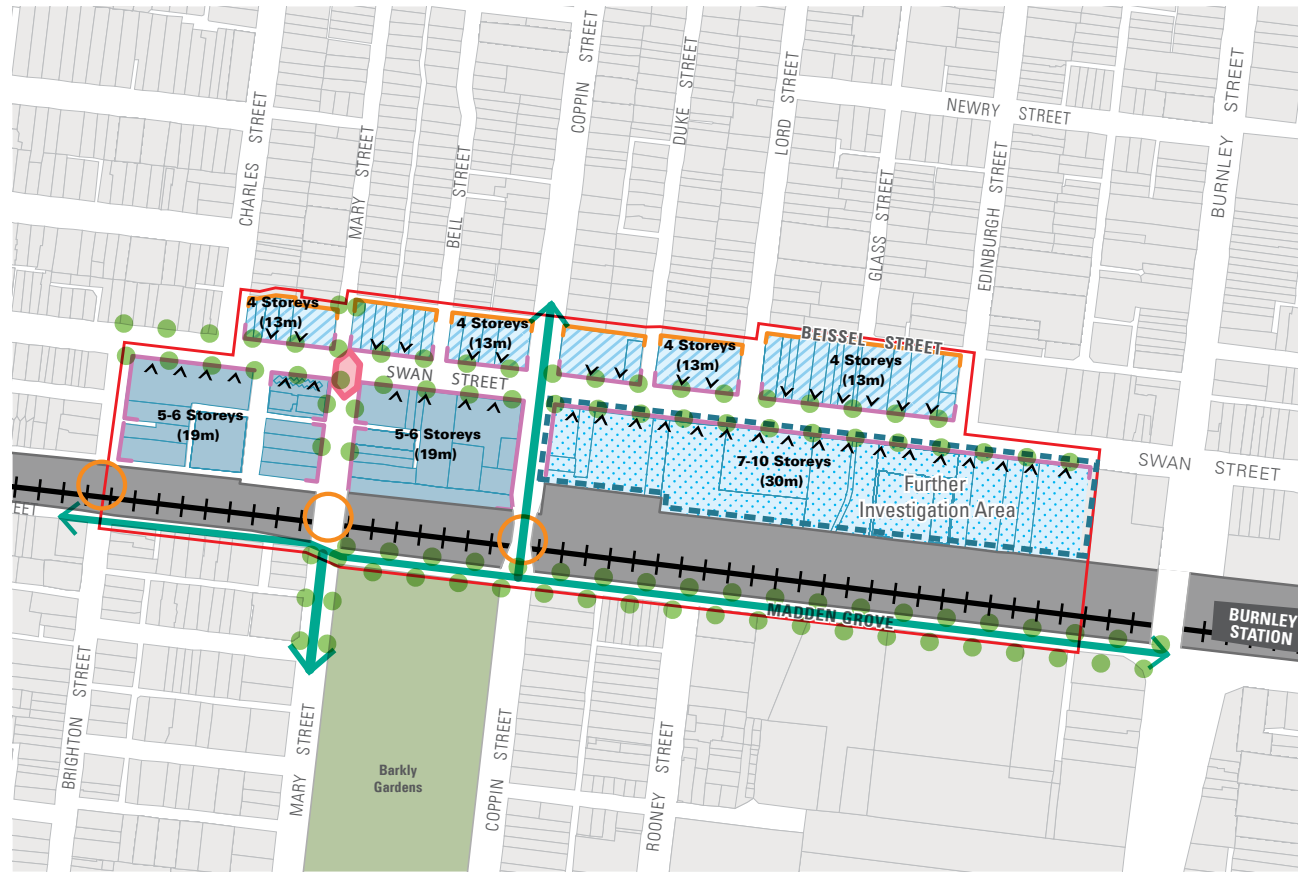 CHARLES STREET
MARY STREET
BELL STREET
COPPIN STREET
DUKE STREET
LORD STREET
GLASS STREET
NEWRY STREET
EDINBURGH STREET
BURNLEY STREET
4 Storeys
(13m)
4 Storeys
(13m)
4 Storeys
(13m)
BEISSEL STREET
4 Storeys
(13m)
SWAN STREET
5-6 Storeys
(19m)
5-6 Storeys
(19m)
7-10 Storeys
(30m)
Further
Investigation Area
SWAN STREET
EET
MADDEN GROVE
BURNLEY
STATION
BRIGHTON STREET
MARY STREET
Barkly
Gardens
COPPIN STREET
ROONEY STREET